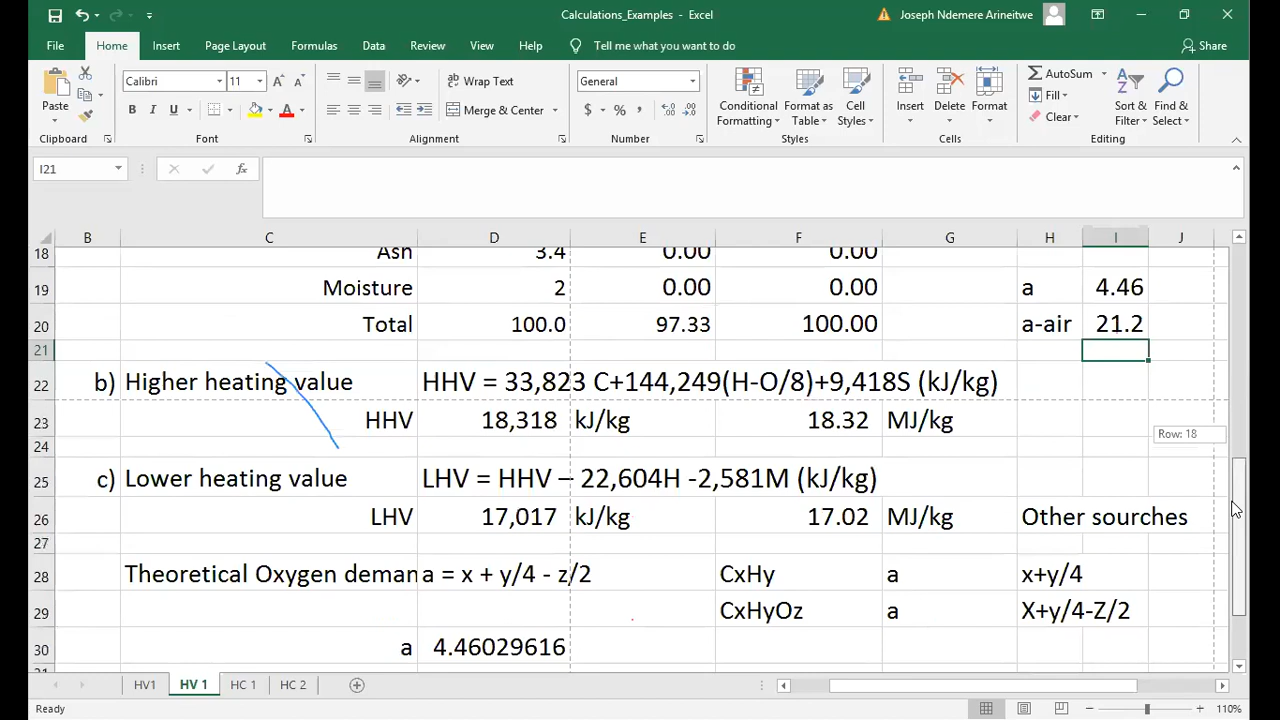 Calculations_Examples - Excel
Joseph Ndemere Arineitwe
File Home Insert Page Layout Formulas Data Review View Help Tell me what you want to do Share
Paste
Clipboard
Calibri 11
B I U
Font
Wrap Text
Merge & Center
Alignment
General
$ % ,
Number
Conditional Formatting
Format as Table
Cell Styles
Styles
Insert Delete Format
Cells
AutoSum
Fill
Clear
Sort & Filter
Find & Select
Editing
I21
fx
B C D E F G H I J
18 Ash 3.4 0.00 0.00
19 Moisture 2 0.00 0.00 a 4.46
20 Total 100.0 97.33 100.00 a-air 21.2
21
22 b) Higher heating value HHV = 33,823 C+144,249(H-O/8)+9,418S (kJ/kg)
23 HHV 18,318 kJ/kg 18.32 MJ/kg
Row: 18
24
25 c) Lower heating value LHV = HHV – 22,604H -2,581M (kJ/kg)
26 LHV 17,017 kJ/kg 17.02 MJ/kg Other sourches
27
28 Theoretical Oxygen deman a = x + y/4 - z/2 CxHy a x+y/4
29 CxHyOz a X+y/4-Z/2
30 a 4.46029616
HV1 HV 1 HC 1 HC 2
Ready 110%